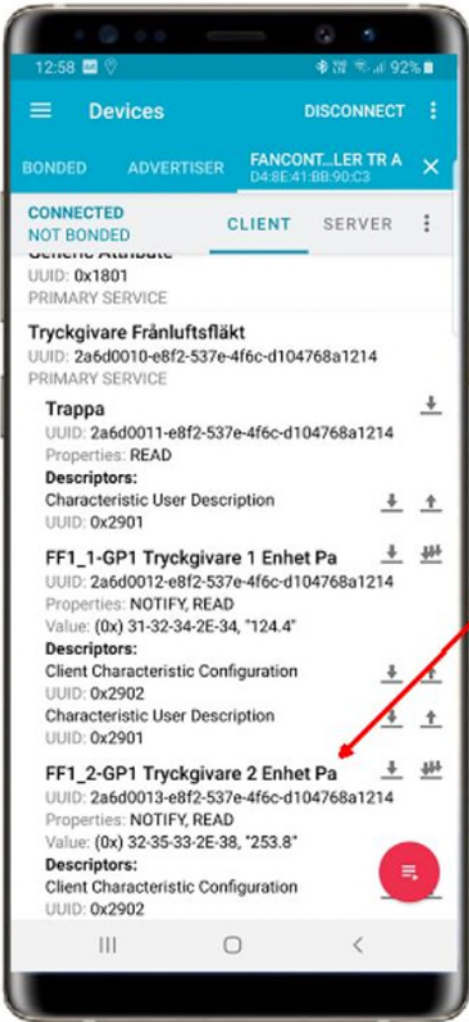 12:58
92%
Devices
DISCONNECT
BONDED
ADVERTISER
FANCONT...LER TR A
D4:8E:41:BB:90:C3
CONNECTED
NOT BONDED
CLIENT
SERVER
Generic Attribute
UUID: 0x1801
PRIMARY SERVICE
Tryckgivare Frånluftsfläkt
UUID: 2a6d0010-e8f2-537e-4f6c-d104768a1214
PRIMARY SERVICE
Trappa
UUID: 2a6d0011-e8f2-537e-4f6c-d104768a1214
Properties: READ
Descriptors:
Characteristic User Description
UUID: 0x2901
FF1_1-GP1 Tryckgivare 1 Enhet Pa
UUID: 2a6d0012-e8f2-537e-4f6c-d104768a1214
Properties: NOTIFY, READ
Value: (0x) 31-32-34-2E-34, "124.4"
Descriptors:
Client Characteristic Configuration
UUID: 0x2902
Characteristic User Description
UUID: 0x2901
FF1_2-GP1 Tryckgivare 2 Enhet Pa
UUID: 2a6d0013-e8f2-537e-4f6c-d104768a1214
Properties: NOTIFY, READ
Value: (0x) 32-35-33-2E-38, "253.8"
Descriptors:
Client Characteristic Configuration
UUID: 0x2902